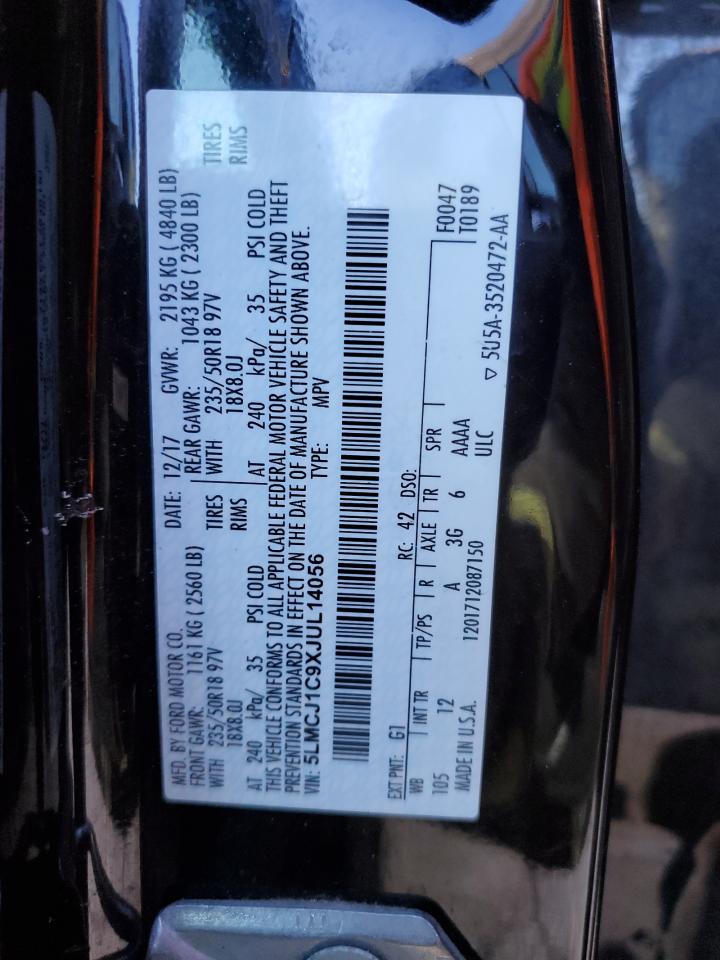 MFD. BY FORD MOTOR CO. DATE: 12/17 GVWR: 2195 KG ( 4840 LB)
FRONT GAWR: 1161 KG ( 2560 LB) REAR GAWR: 1043 KG ( 2300 LB)
WITH 235/50R18 97V TIRES WITH 235/50R18 97V TIRES
18X8.0J RIMS 18X8.0J RIMS
AT 240 kPa/ 35 PSI COLD AT 240 kPa/ 35 PSI COLD
THIS VEHICLE CONFORMS TO ALL APPLICABLE FEDERAL MOTOR VEHICLE SAFETY AND THEFT
PREVENTION STANDARDS IN EFFECT ON THE DATE OF MANUFACTURE SHOWN ABOVE.
VIN: 5LMCJ1C9XJUL14056 TYPE: MPV
EXT PNT: G1 RC: 42 DSO: F0047
WB INT TR TP/PS R AXLE TR SPR T0189
105 12 A 3G 6 AAAA
MADE IN U.S.A. 1201712087150 ULC ▽ 5U5A-3520472-AA